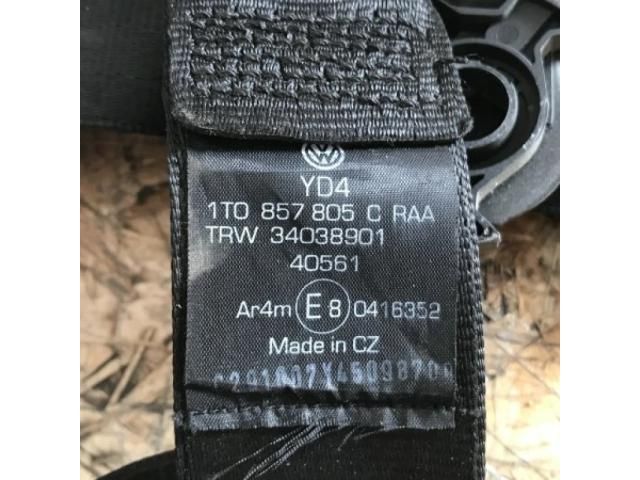 YD4
1T0 857 805 C RAA
TRW 34038901
40561
Ar4m E8 0416352
Made in CZ